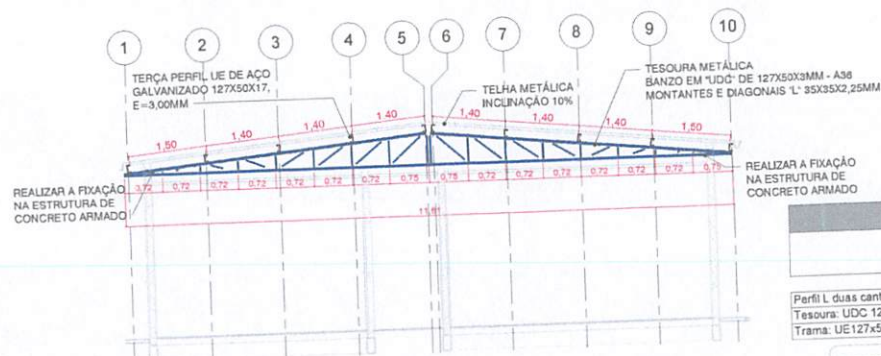 1 2 3 4 5 6 7 8 9 10
TERÇA PERFIL UE DE AÇO
GALVANIZADO 127X50X17,
E=3,00MM
TELHA METÁLICA
INCLINAÇÃO 10%
TESOURA METÁLICA
BANZO EM "UDC" DE 127X50X3MM - A36
MONTANTES E DIAGONAIS "L" 35X35X2,25MM
1,50 1,40 1,40 1,40 1,40 1,40 1,40 1,50
REALIZAR A FIXAÇÃO
NA ESTRUTURA DE
CONCRETO ARMADO
0,72 0,72 0,72 0,72 0,72 0,72 0,72 0,75 0,75 0,72 0,72 0,72 0,72 0,72 0,72 0,75
11,61
REALIZAR A FIXAÇÃO
NA ESTRUTURA DE
CONCRETO ARMADO
Perfil L duas cant
Tesoura: UDC 12
Trama: UE127x5